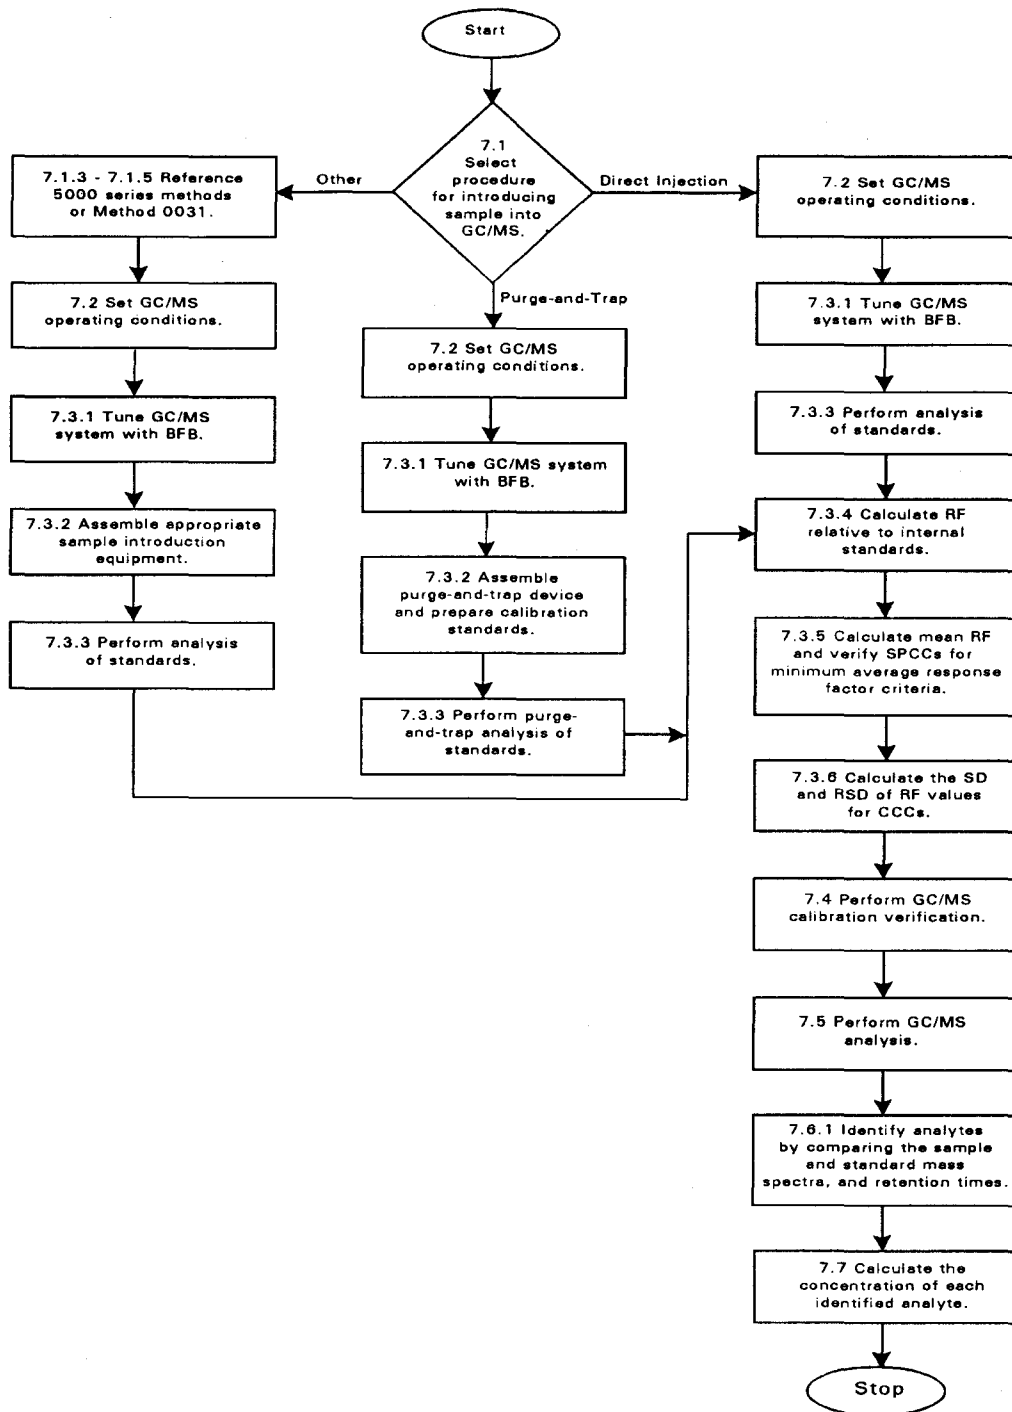 Start
7.1
Select
procedure
for introducing
sample into
GC/MS.
Other
Direct Injection
Purge-and-Trap
7.1.3 - 7.1.5 Reference
5000 series methods
or Method 0031.
7.2 Set GC/MS
operating conditions.
7.3.1 Tune GC/MS
system with BFB.
7.3.2 Assemble appropriate
sample introduction
equipment.
7.3.3 Perform analysis
of standards.
7.2 Set GC/MS
operating conditions.
7.3.1 Tune GC/MS system
with BFB.
7.3.2 Assemble
purge-and-trap device
and prepare calibration
standards.
7.3.3 Perform purge-
and-trap analysis of
standards.
7.2 Set GC/MS
operating conditions.
7.3.1 Tune GC/MS
system with BFB.
7.3.3 Perform analysis
of standards.
7.3.4 Calculate RF
relative to internal
standards.
7.3.5 Calculate mean RF
and verify SPCCs for
minimum average response
factor criteria.
7.3.6 Calculate the SD
and RSD of RF values
for CCCs.
7.4 Perform GC/MS
calibration verification.
7.5 Perform GC/MS
analysis.
7.6.1 Identify analytes
by comparing the sample
and standard mass
spectra, and retention times.
7.7 Calculate the
concentration of each
identified analyte.
Stop